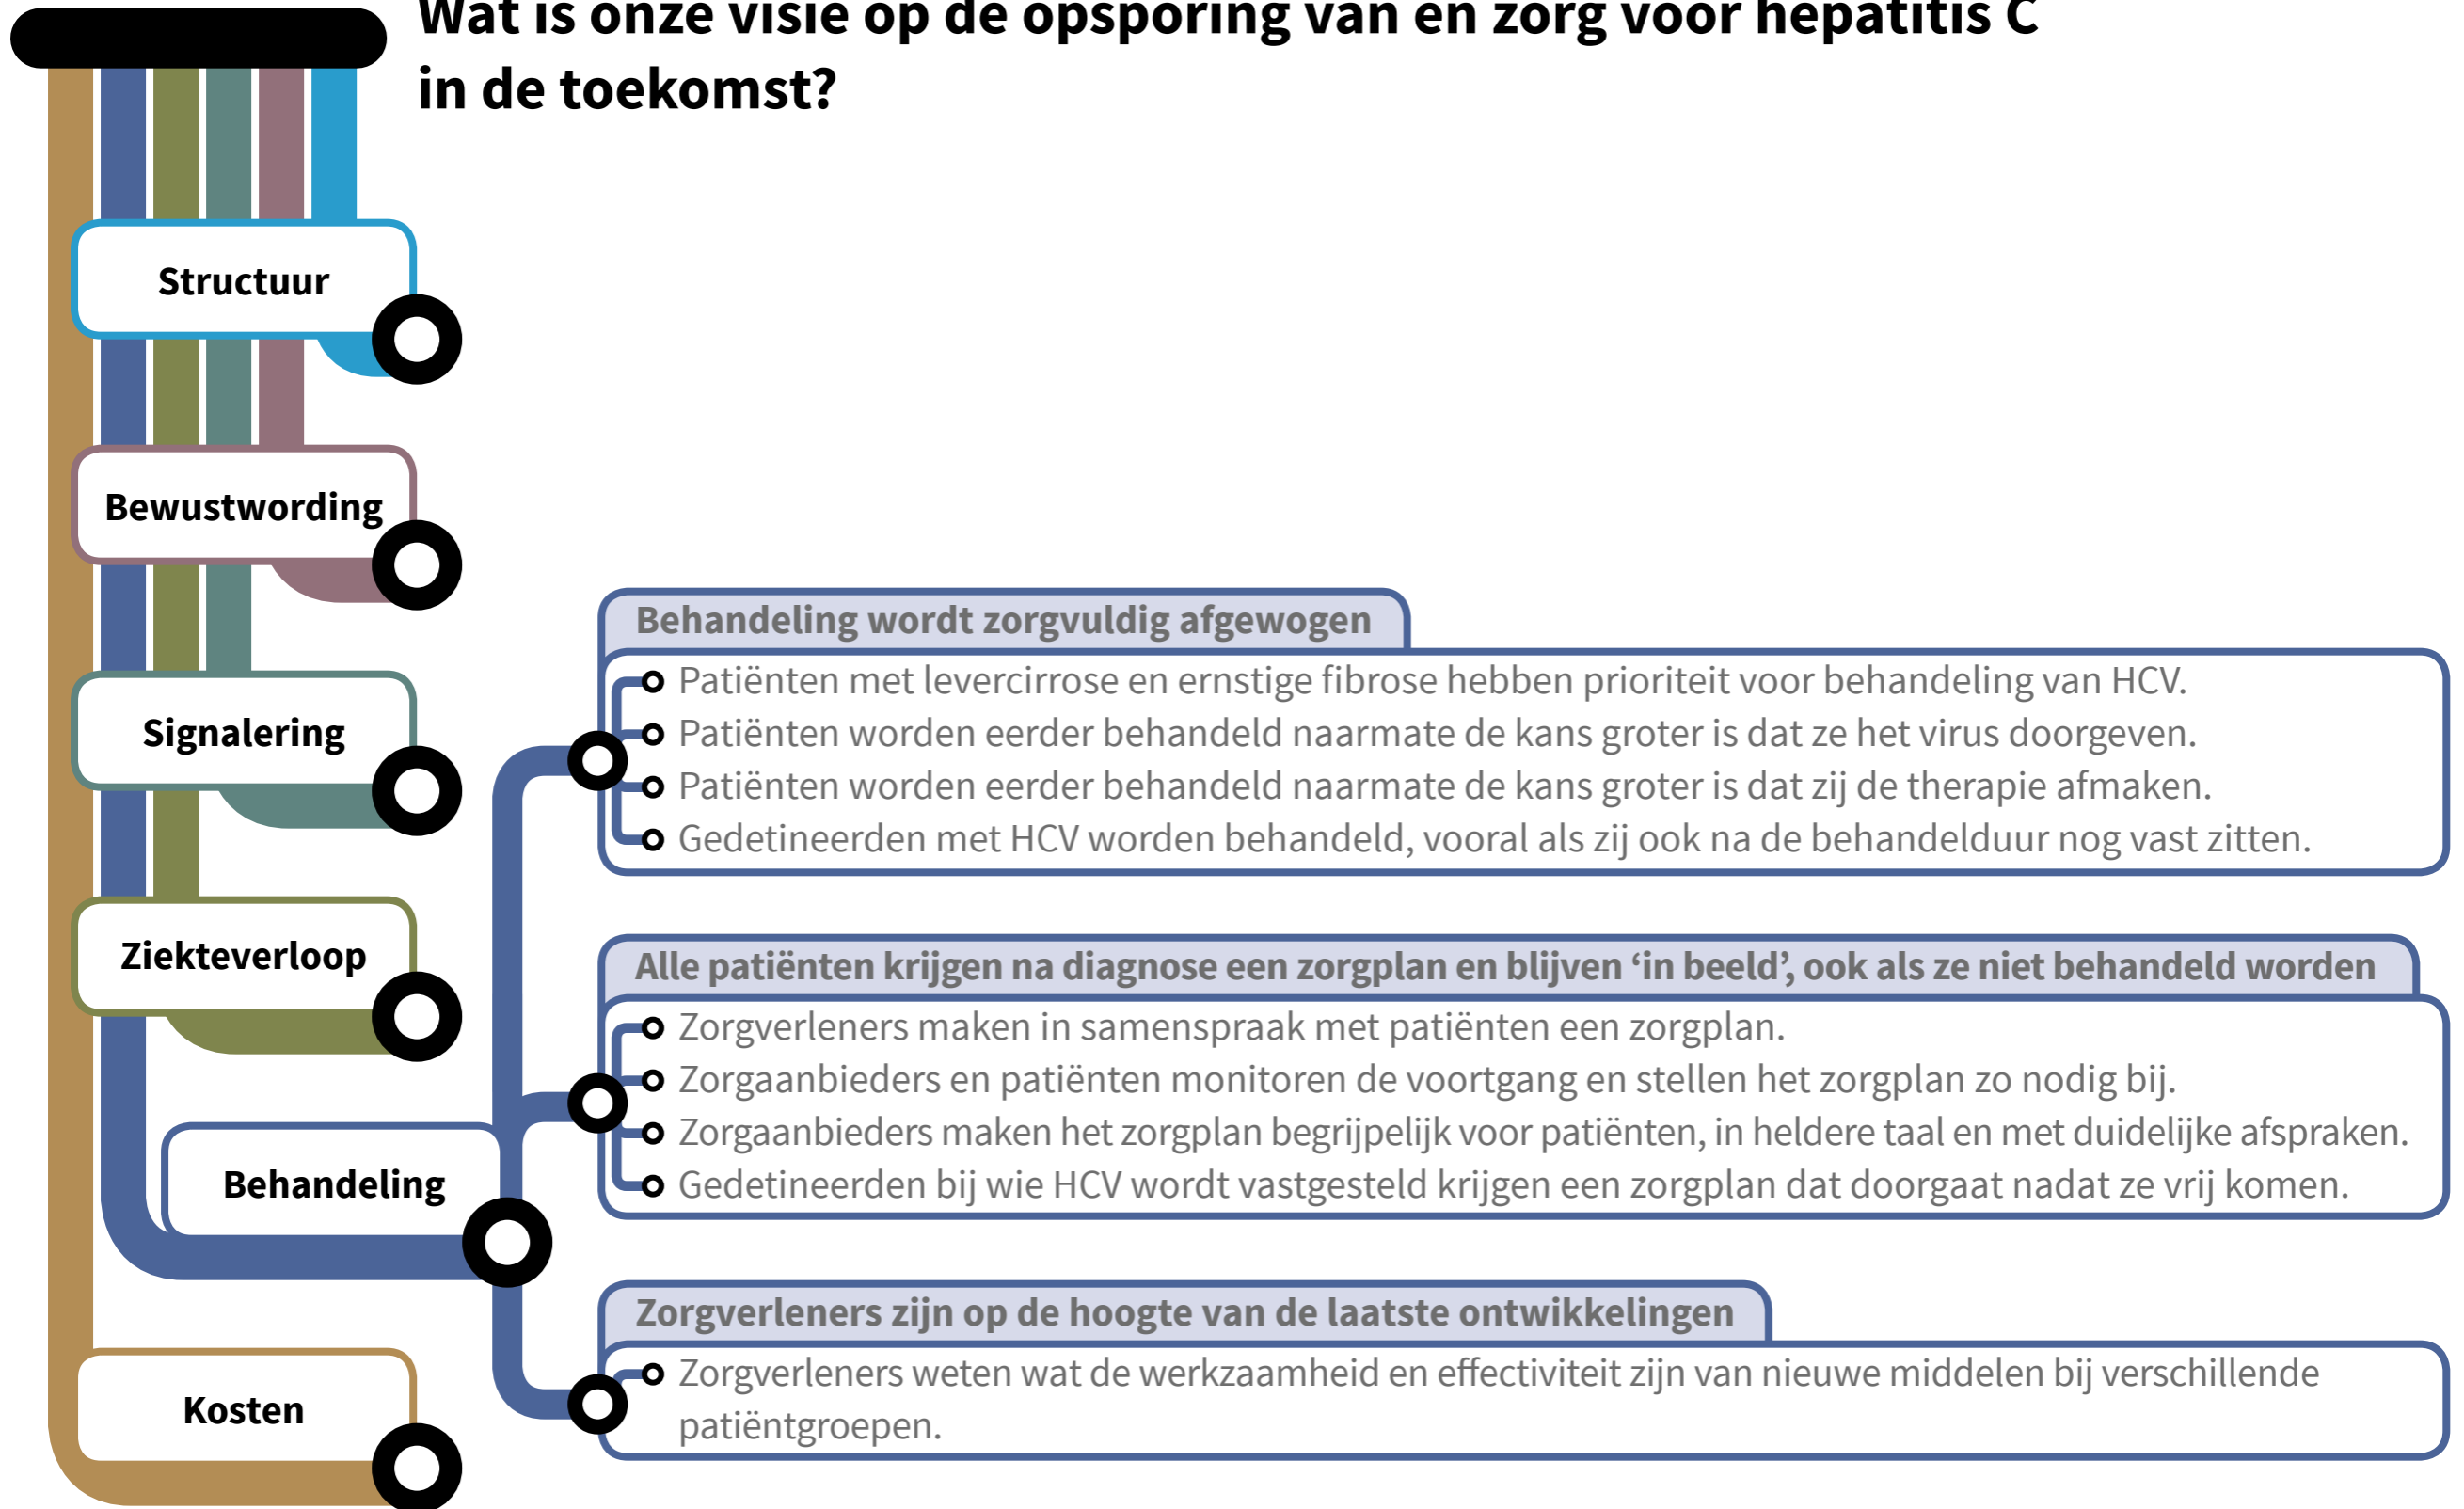 Wat is onze visie op de opsporing van en zorg voor hepatitis C
in de toekomst?
Structuur
Bewustwording
Signalering
Ziekteverloop
Behandeling
Kosten
Behandeling wordt zorgvuldig afgewogen
Patiënten met levercirrose en ernstige fibrose hebben prioriteit voor behandeling van HCV.
Patiënten worden eerder behandeld naarmate de kans groter is dat ze het virus doorgeven.
Patiënten worden eerder behandeld naarmate de kans groter is dat zij de therapie afmaken.
Gedetineerden met HCV worden behandeld, vooral als zij ook na de behandelduur nog vast zitten.
Alle patiënten krijgen na diagnose een zorgplan en blijven ‘in beeld’, ook als ze niet behandeld worden
Zorgverleners maken in samenspraak met patiënten een zorgplan.
Zorgaanbieders en patiënten monitoren de voortgang en stellen het zorgplan zo nodig bij.
Zorgaanbieders maken het zorgplan begrijpelijk voor patiënten, in heldere taal en met duidelijke afspraken.
Gedetineerden bij wie HCV wordt vastgesteld krijgen een zorgplan dat doorgaat nadat ze vrij komen.
Zorgverleners zijn op de hoogte van de laatste ontwikkelingen
Zorgverleners weten wat de werkzaamheid en effectiviteit zijn van nieuwe middelen bij verschillende
patiëntgroepen.